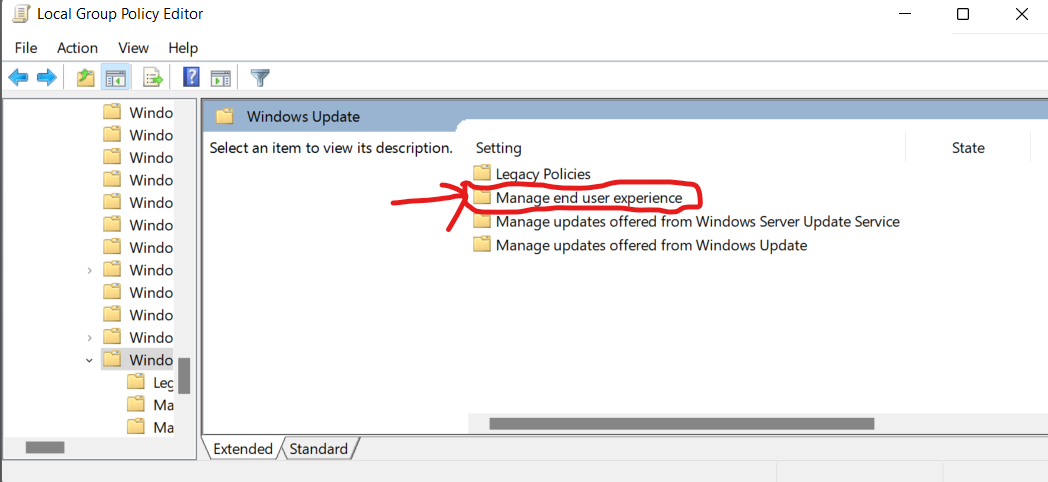 Local Group Policy Editor
File Action View Help
Windo
Windo
Windo
Windo
Windo
Windo
Windo
Windo
Windo
Windo
Windo
Windo
Leg
Ma
Ma
Windows Update
Select an item to view its description.
Setting State
Legacy Policies
Manage end user experience
Manage updates offered from Windows Server Update Service
Manage updates offered from Windows Update
Extended Standard